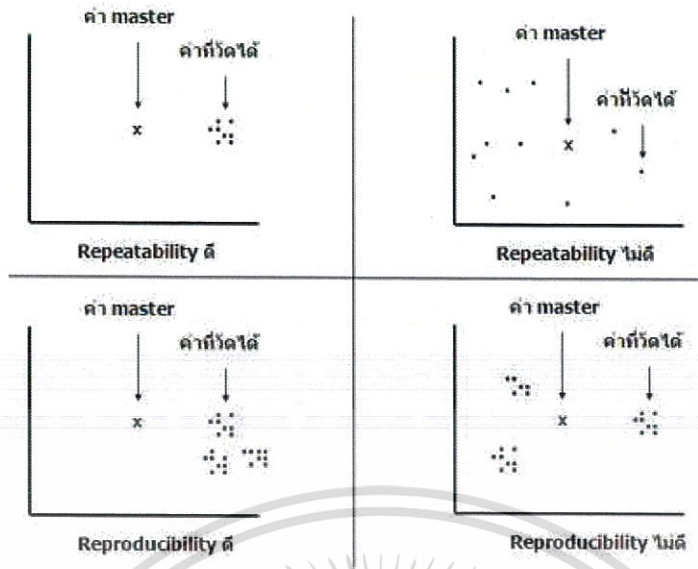 ค่า master
ค่าที่วัดได้
x
Repeatability ดี
ค่า master
ค่าที่วัดได้
x
Repeatability ไม่ดี
ค่า master
ค่าที่วัดได้
x
Reproducibility ดี
ค่า master
ค่าที่วัดได้
x
Reproducibility ไม่ดี